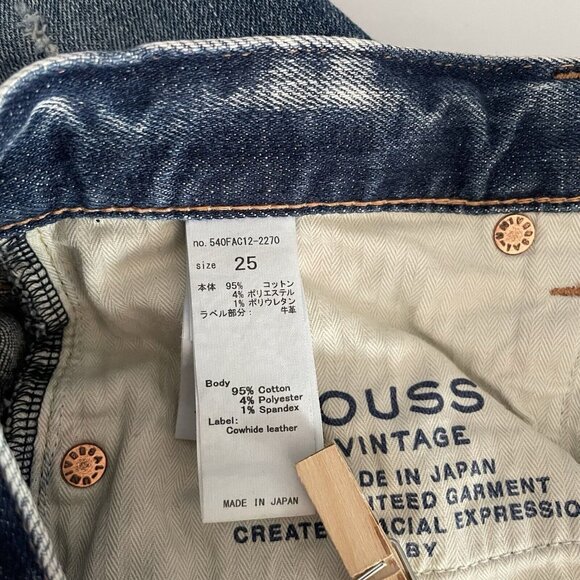 no. 540FAC12-2270
size 25
本体 95% コットン
4% ポリエステル
1% ポリウレタン
ラベル部分: 牛革
Body
95% Cotton
4% Polyester
1% Spandex
Label:
Cowhide leather
MADE IN JAPAN
OUSS
VINTAGE
DE IN JAPAN
ITEED GARMENT
CREATE ACIAL EXPRESSION
BY